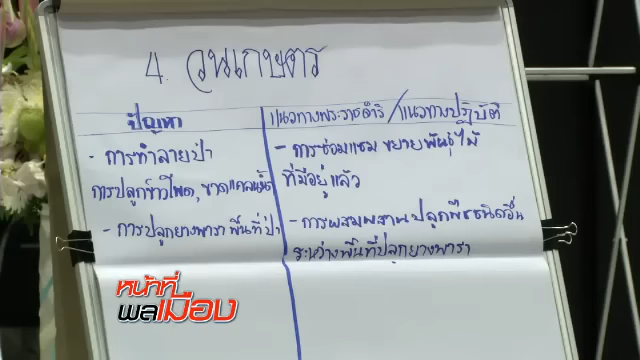 4. วนเกษตร
ปัญหา
แนวทางพระราชดำริ/แนวทางปฏิบัติ
- การทำลายป่า
การปลูกข้าวโพด, ขาดแคลนน้ำ
- การปลูกยางพารา พื้นที่ป่า
- การซ่อมแซม ขยายพันธุ์ไม้
ที่มีอยู่แล้ว
- การผสมผสานปลูกพืชชนิดอื่น
ระหว่างพื้นที่ปลูกยางพารา
หน้าที่
พลเมือง